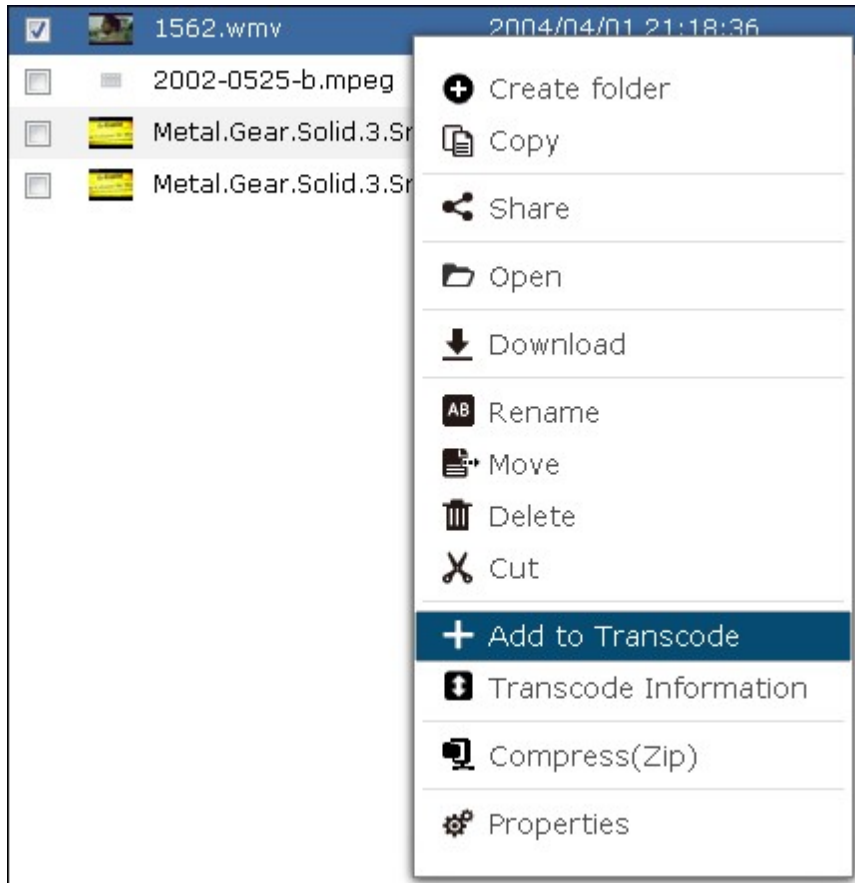 1562.wmv 2004/04/01 21:18:36
2002-0525-b.mpeg
Metal.Gear.Solid.3.Sr
Metal.Gear.Solid.3.Sr
Create folder
Copy
Share
Open
Download
AB Rename
Move
Delete
Cut
Add to Transcode
Transcode Information
Compress(Zip)
Properties